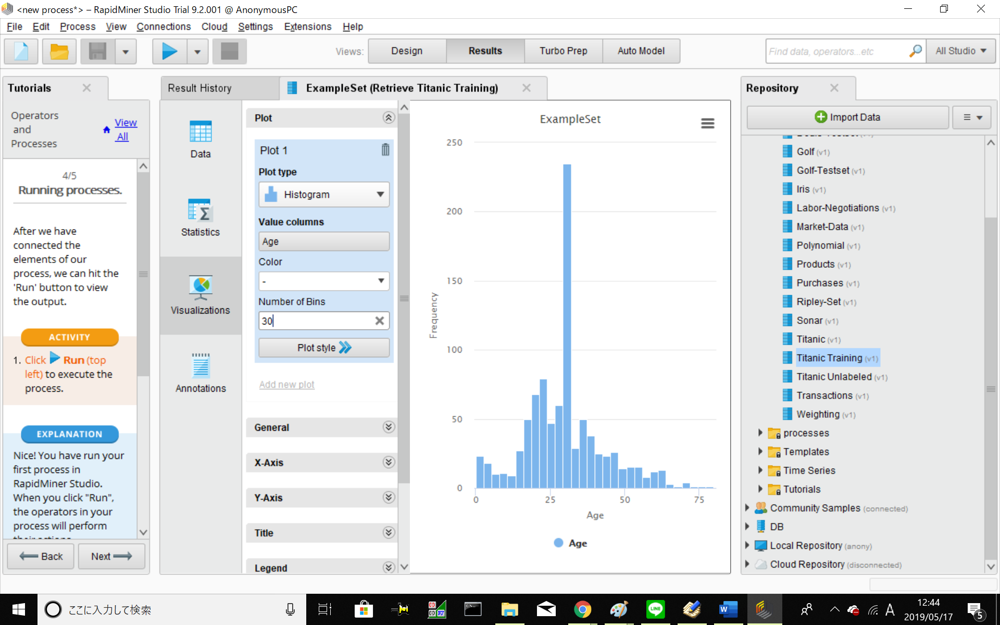 <new process*> – RapidMiner Studio Trial 9.2.001 @ AnonymousPC
File Edit Process View Connections Cloud Settings Extensions Help
Views: Design Results Turbo Prep Auto Model
Find data, operators...etc
All Studio
Tutorials
Operators and Processes
View All
4/5
Running processes.
After we have
connected the
elements of our
process, we can hit the
'Run' button to view
the output.
ACTIVITY
1. Click Run (top
left) to execute the
process.
EXPLANATION
Nice! You have run your
first process in
RapidMiner Studio.
When you click "Run",
the operators in your
process will perform
their actions
Back Next
Result History
ExampleSet (Retrieve Titanic Training)
Data
Statistics
Visualizations
Annotations
Plot
Plot 1
Plot type
Histogram
Value columns
Age
Color
-
Number of Bins
30
Plot style
Add new plot
General
X-Axis
Y-Axis
Title
Legend
ExampleSet
250
200
150
100
50
0
Frequency
0 25 50 75
Age
Age
Repository
Import Data
Golf (v1)
Golf-Testset (v1)
Iris (v1)
Labor-Negotiations (v1)
Market-Data (v1)
Polynomial (v1)
Products (v1)
Purchases (v1)
Ripley-Set (v1)
Sonar (v1)
Titanic (v1)
Titanic Training (v1)
Titanic Unlabeled (v1)
Transactions (v1)
Weighting (v1)
processes
Templates
Time Series
Tutorials
Community Samples (connected)
DB
Local Repository (anony)
Cloud Repository (disconnected)
ここに入力して検索
LINE
W
A
12:44
2019/05/17
5